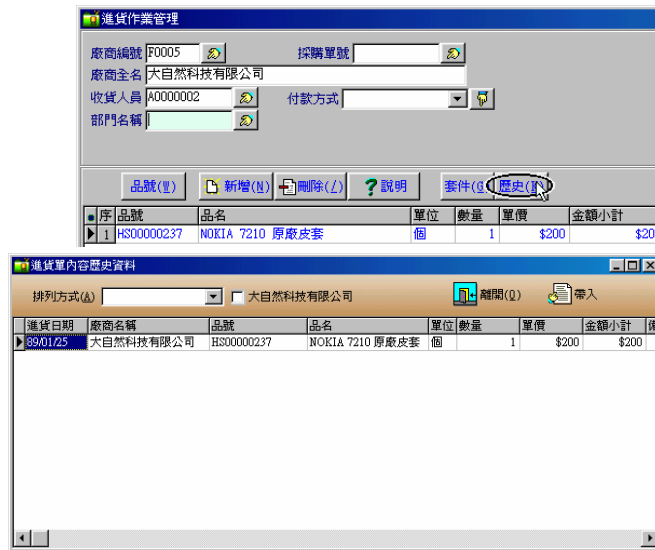 進貨作業管理
廠商編號 F0005 採購單號
廠商全名 大自然科技有限公司
收貨人員 A0000002 付款方式
部門名稱
品號(W) 新增(N) 刪除(L) ?說明 套件(G) 歷史
序 品號 品名 單位 數量 單價 金額小計
1 HS00000237 NOKIA 7210 原廠皮套 個 1 $200 $20
進貨單內容歷史資料
排列方式(A) 大自然科技有限公司 離開(Q) 帶入
進貨日期 廠商名稱 品號 品名 單位 數量 單價 金額小計
89/01/25 大自然科技有限公司 HS00000237 NOKIA 7210 原廠皮套 個 1 $200 $200